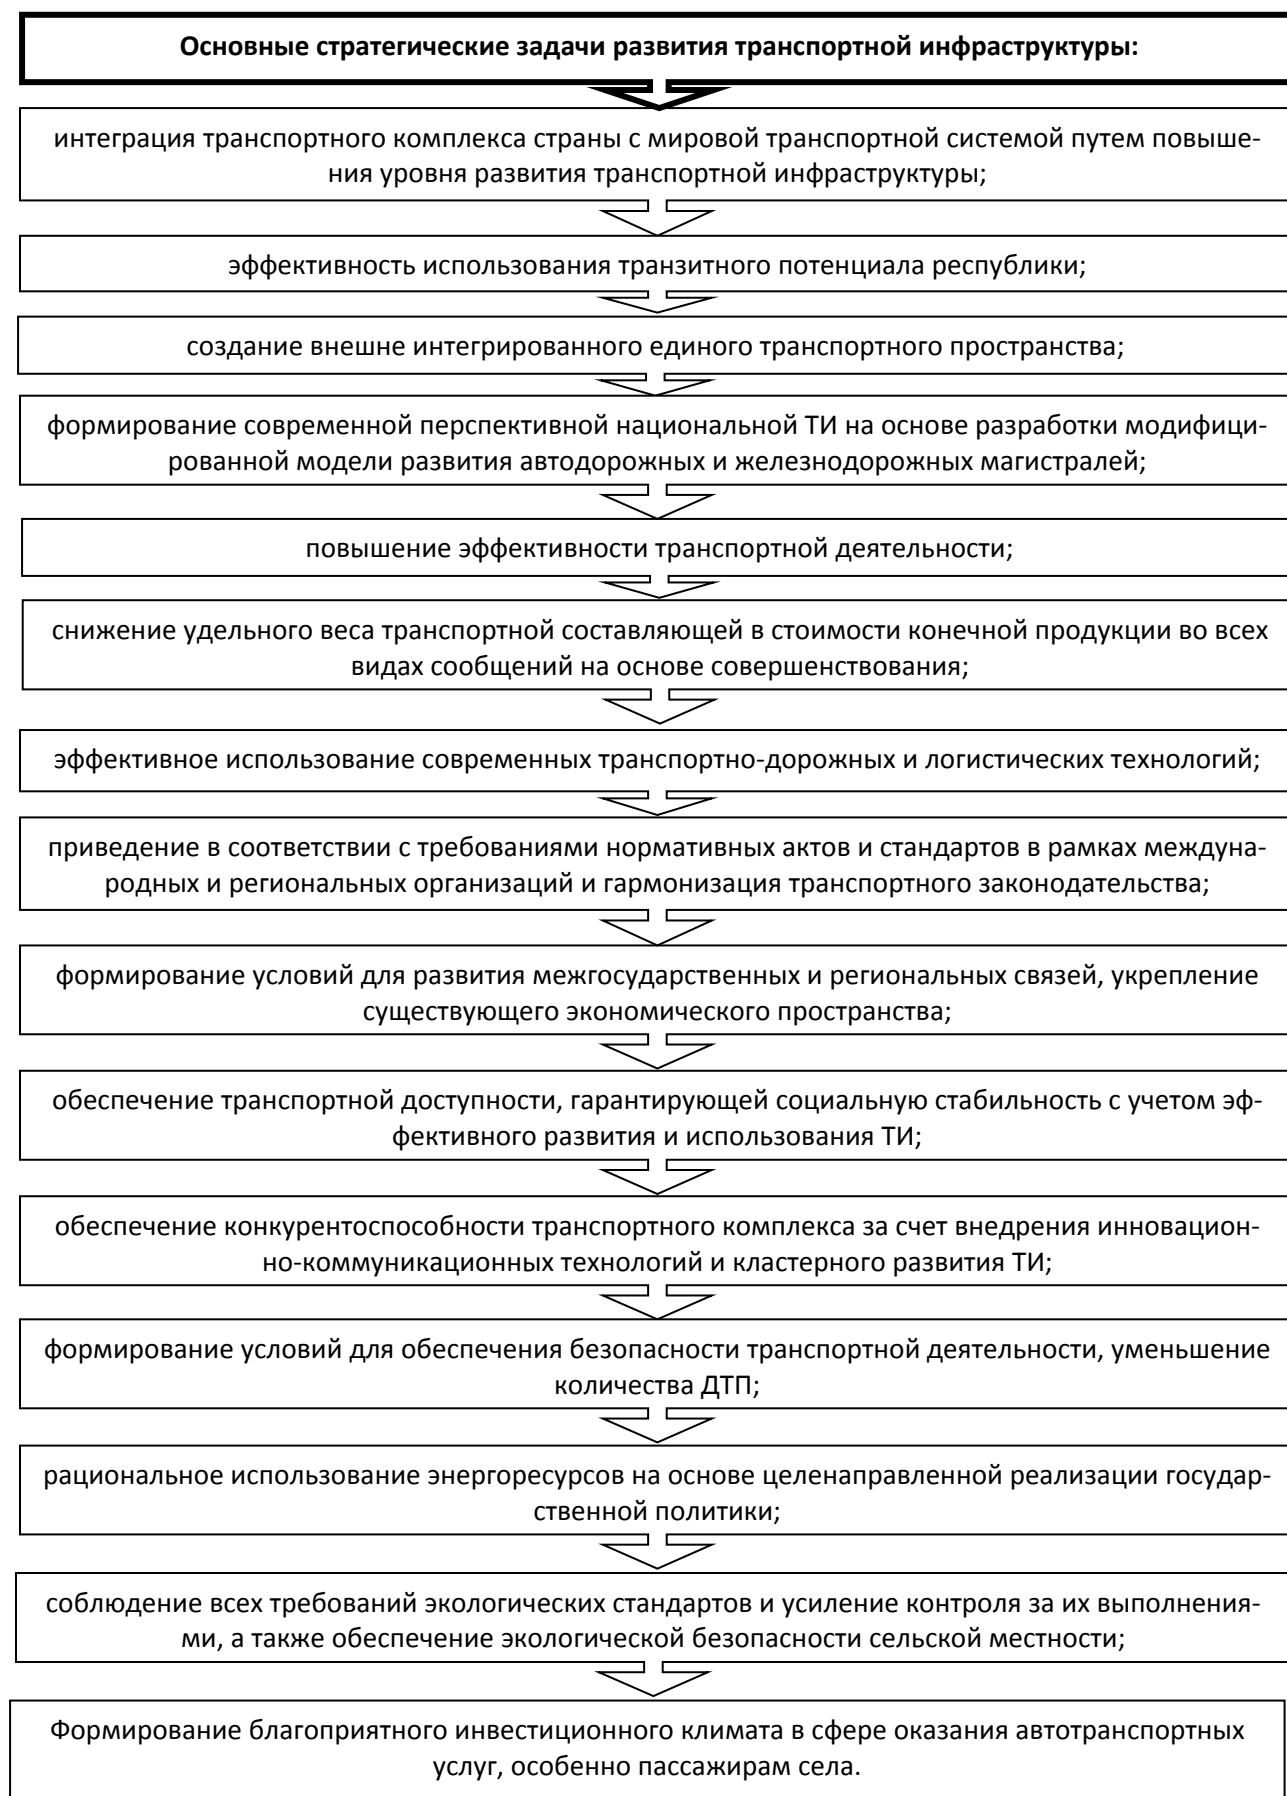 Основные стратегические задачи развития транспортной инфраструктуры:
интеграция транспортного комплекса страны с мировой транспортной системой путем повыше-
ния уровня развития транспортной инфраструктуры;
эффективность использования транзитного потенциала республики;
создание внешне интегрированного единого транспортного пространства;
формирование современной перспективной национальной ТИ на основе разработки модифици-
рованной модели развития автодорожных и железнодорожных магистралей;
повышение эффективности транспортной деятельности;
снижение удельного веса транспортной составляющей в стоимости конечной продукции во всех
видах сообщений на основе совершенствования;
эффективное использование современных транспортно-дорожных и логистических технологий;
приведение в соответствии с требованиями нормативных актов и стандартов в рамках междуна-
родных и региональных организаций и гармонизация транспортного законодательства;
формирование условий для развития межгосударственных и региональных связей, укрепление
существующего экономического пространства;
обеспечение транспортной доступности, гарантирующей социальную стабильность с учетом эф-
фективного развития и использования ТИ;
обеспечение конкурентоспособности транспортного комплекса за счет внедрения инновацион-
но-коммуникационных технологий и кластерного развития ТИ;
формирование условий для обеспечения безопасности транспортной деятельности, уменьшение
количества ДТП;
рациональное использование энергоресурсов на основе целенаправленной реализации государ-
ственной политики;
соблюдение всех требований экологических стандартов и усиление контроля за их выполнения-
ми, а также обеспечение экологической безопасности сельской местности;
Формирование благоприятного инвестиционного климата в сфере оказания автотранспортных
услуг, особенно пассажирам села.